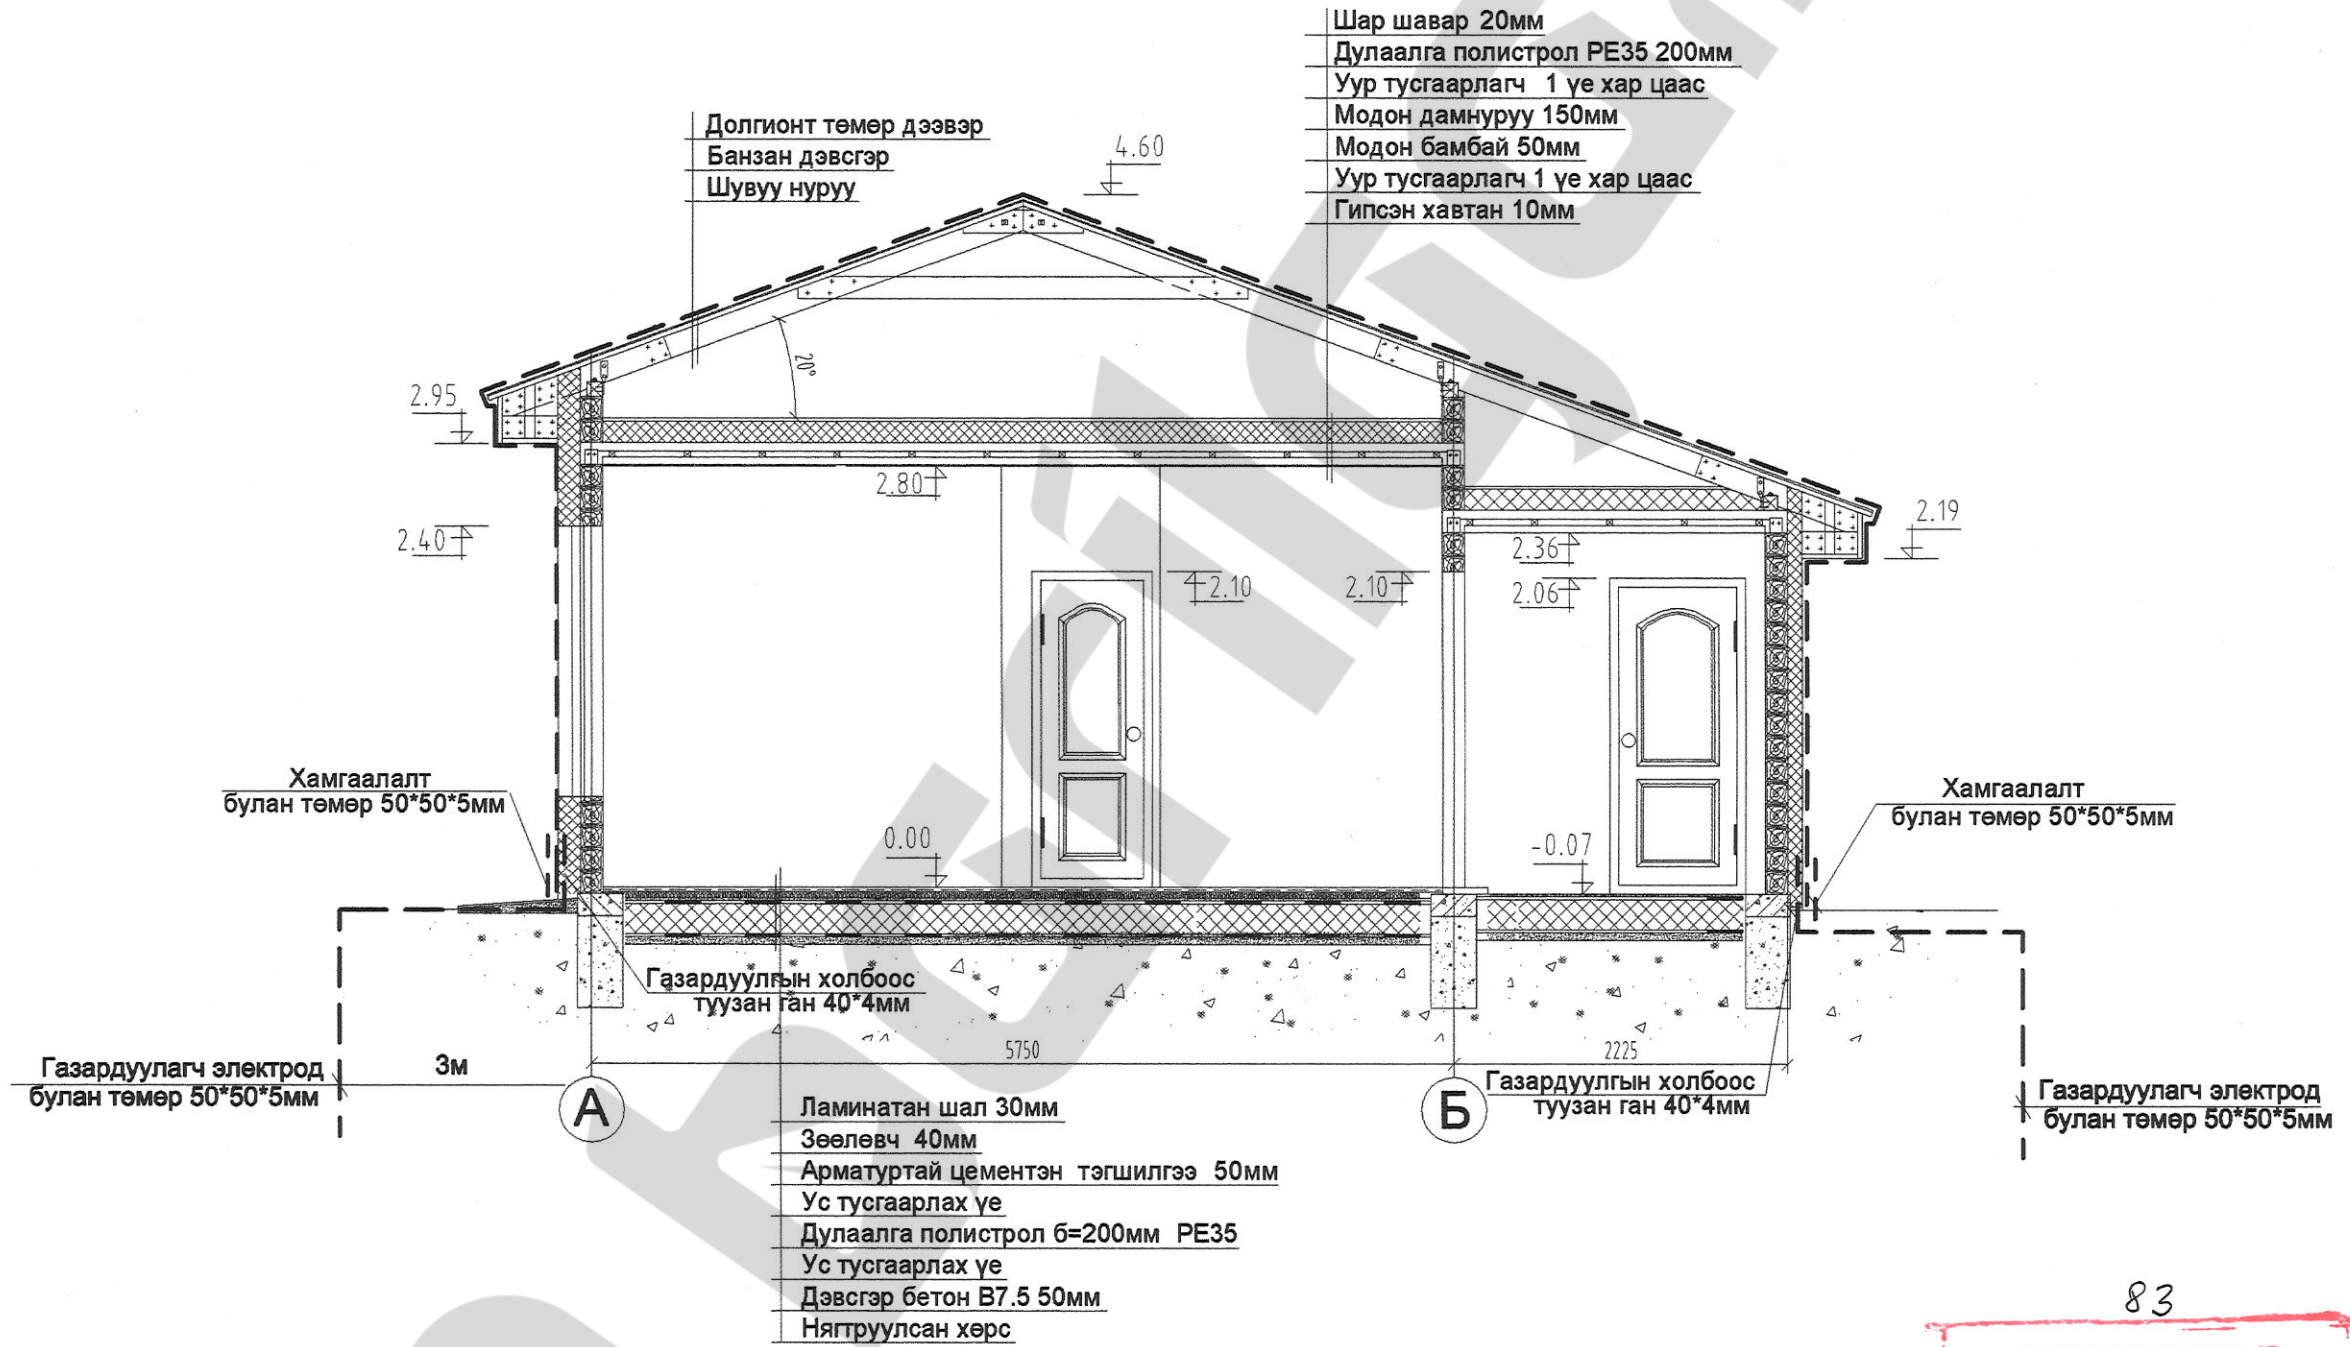 Шар шавар 20мм
Дулаалга полистрол PE35 200мм
Уур тусгаарлагч 1 үе хар цаас
Модон дамнуруу 150мм
Модон бамбай 50мм
Уур тусгаарлагч 1 үе хар цаас
Гипсэн хавтан 10мм
Долгионт төмөр дээвэр
Банзан дэвсгэр
Шувуу нуруу
4.60
20°
2.95
2.80
2.40
2.19
2.36
2.10
2.10
2.06
Хамгаалалт
булан төмөр 50*50*5мм
0.00
-0.07
Хамгаалалт
булан төмөр 50*50*5мм
Газардуулгын холбоос
туузан ган 40*4мм
5750
2225
Газардуулагч электрод
булан төмөр 50*50*5мм
3м
А
Б
Газардуулгын холбоос
туузан ган 40*4мм
Газардуулагч электрод
булан төмөр 50*50*5мм
Ламинатан шал 30мм
Зөөлөвч 40мм
Арматуртай цементэн тэгшилгээ 50мм
Ус тусгаарлах үе
Дулаалга полистрол б=200мм PE35
Ус тусгаарлах үе
Дэвсгэр бетон В7.5 50мм
Нягтруулсан хөрс
83